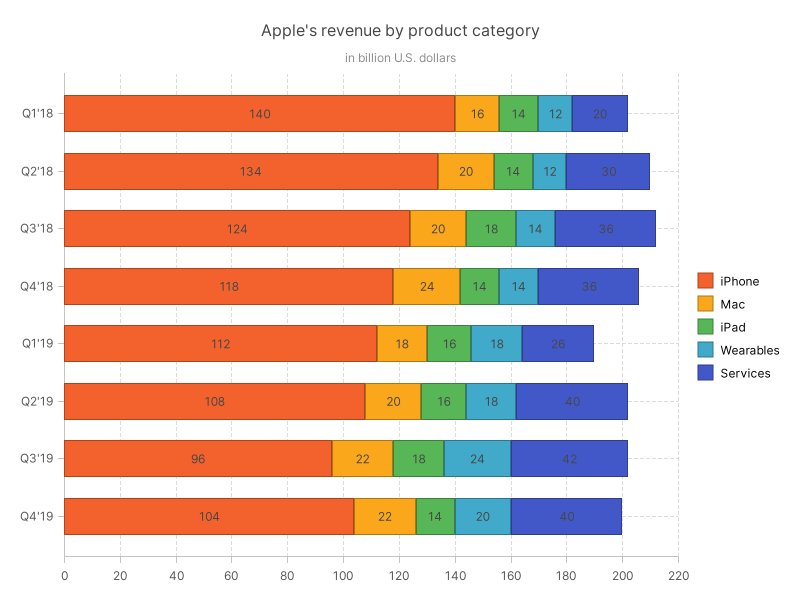 Apple's revenue by product category
in billion U.S. dollars
Q1'18 140 16 14 12 20
Q2'18 134 20 14 12 30
Q3'18 124 20 18 14 36
Q4'18 118 24 14 14 36
Q1'19 112 18 16 18 26
Q2'19 108 20 16 18 40
Q3'19 96 22 18 24 42
Q4'19 104 22 14 20 40
0 20 40 60 80 100 120 140 160 180 200 220
iPhone
Mac
iPad
Wearables
Services